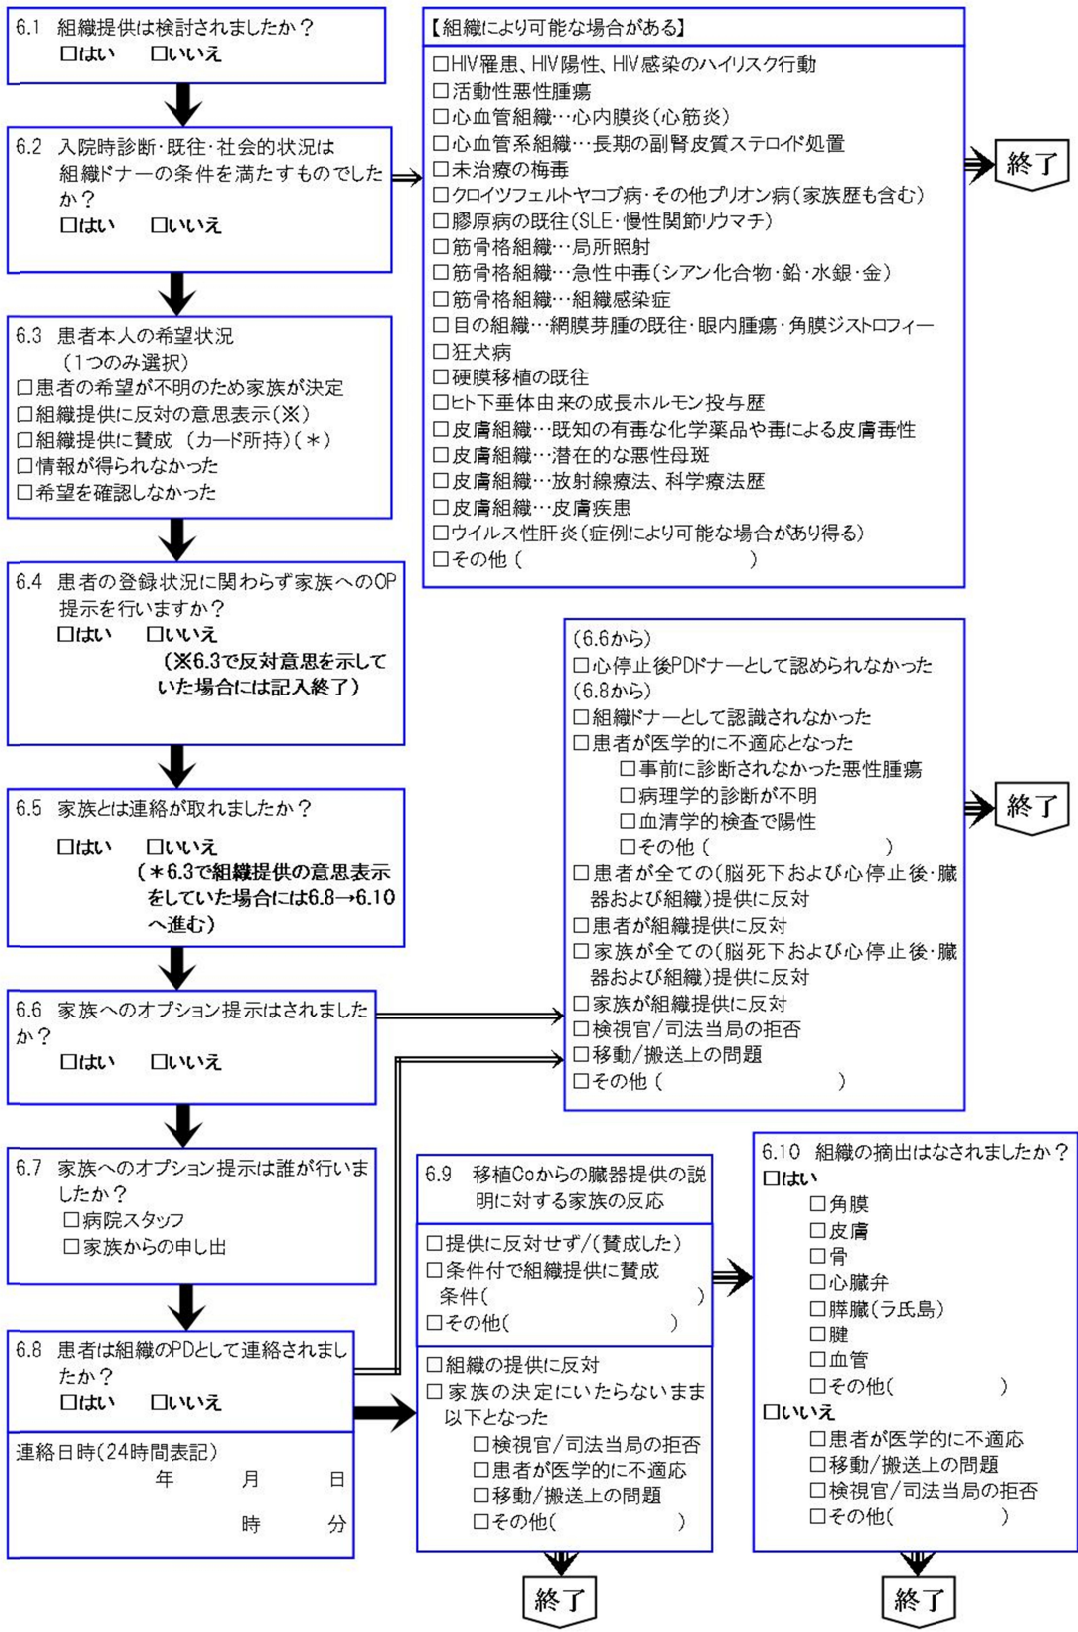 6.1 組織提供は検討されましたか？
□はい □いいえ
6.2 入院時診断・既往・社会的状況は
組織ドナーの条件を満たすものでした
か？
□はい □いいえ
【組織により可能な場合がある】
□HIV罹患、HIV陽性、HIV感染のハイリスク行動
□活動性悪性腫瘍
□心血管組織…心内膜炎（心筋炎）
□心血管系組織…長期の副腎皮質ステロイド処置
□未治療の梅毒
□クロイツフェルトヤコブ病・その他プリオン病（家族歴も含む）
□膠原病の既往（SLE・慢性関節リウマチ）
□筋骨格組織…局所照射
□筋骨格組織…急性中毒（シアン化合物・鉛・水銀・金）
□筋骨格組織…組織感染症
□目の組織…網膜芽腫の既往・眼内腫瘍・角膜ジストロフィー
□狂犬病
□硬膜移植の既往
□ヒト下垂体由来の成長ホルモン投与歴
□皮膚組織…既知の有毒な化学薬品や毒による皮膚毒性
□皮膚組織…潜在的な悪性母斑
□皮膚組織…放射線療法、科学療法歴
□皮膚組織…皮膚疾患
□ウイルス性肝炎（症例により可能な場合があり得る）
□その他（ ）
終了
6.3 患者本人の希望状況
（1つのみ選択）
□患者の希望が不明のため家族が決定
□組織提供に反対の意思表示（※）
□組織提供に賛成 （カード所持）（＊）
□情報が得られなかった
□希望を確認しなかった
6.4 患者の登録状況に関わらず家族へのOP
提示を行いますか？
□はい □いいえ
（※6.3で反対意思を示して
いた場合には記入終了）
6.5 家族とは連絡が取れましたか？
□はい □いいえ
（＊6.3で組織提供の意思表示
をしていた場合には6.8→6.10
へ進む）
6.6 家族へのオプション提示はされました
か？
□はい □いいえ
（6.6から）
□心停止後PDドナーとして認められなかった
（6.8から）
□組織ドナーとして認識されなかった
□患者が医学的に不適応となった
□事前に診断されなかった悪性腫瘍
□病理学的診断が不明
□血清学的検査で陽性
□その他（ ）
□患者が全ての（脳死下および心停止後・臓
器および組織）提供に反対
□患者が組織提供に反対
□家族が全ての（脳死下および心停止後・臓
器および組織）提供に反対
□家族が組織提供に反対
□検視官/司法当局の拒否
□移動/搬送上の問題
□その他（ ）
終了
6.7 家族へのオプション提示は誰が行いま
したか？
□病院スタッフ
□家族からの申し出
6.8 患者は組織のPDとして連絡されまし
たか？
□はい □いいえ
連絡日時（24時間表記）
年 月 日
時 分
6.9 移植Coからの臓器提供の説
明に対する家族の反応
□提供に反対せず/（賛成した）
□条件付で組織提供に賛成
条件（ ）
□その他（ ）
□組織の提供に反対
□家族の決定にいたらないまま
以下となった
□検視官/司法当局の拒否
□患者が医学的に不適応
□移動/搬送上の問題
□その他（ ）
終了
6.10 組織の摘出はなされましたか？
□はい
□角膜
□皮膚
□骨
□心臓弁
□膵臓（ラ氏島）
□腱
□血管
□その他（ ）
□いいえ
□患者が医学的に不適応
□移動/搬送上の問題
□検視官/司法当局の拒否
□その他（ ）
終了